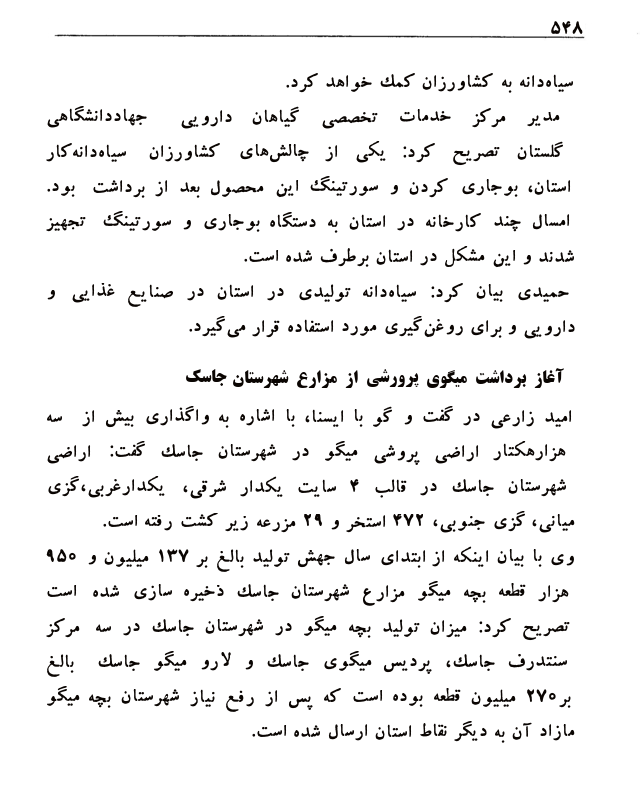 ۵۴۸
سیاه‌دانه به کشاورزان کمک خواهد کرد.
مدیر مرکز خدمات تخصصی گیاهان دارویی جهاددانشگاهی
گلستان تصریح کرد: یکی از چالش‌های کشاورزان سیاه‌دانه‌کار
استان، بوجاری کردن و سورتینگ این محصول بعد از برداشت بود.
امسال چند کارخانه در استان به دستگاه بوجاری و سورتینگ تجهیز
شدند و این مشکل در استان برطرف شده است.
حمیدی بیان کرد: سیاه‌دانه تولیدی در استان در صنایع غذایی و
دارویی و برای روغن‌گیری مورد استفاده قرار می‌گیرد.
آغاز برداشت میگوی پرورشی از مزارع شهرستان جاسک
امید زارعی در گفت و گو با ایسنا، با اشاره به واگذاری بیش از سه
هزارهکتار اراضی پروشی میگو در شهرستان جاسک گفت: اراضی
شهرستان جاسک در قالب ۴ سایت یکدار شرقی، یکدارغربی،گزی
میانی، گزی جنوبی، ۴۷۲ استخر و ۲۹ مزرعه زیر کشت رفته است.
وی با بیان اینکه از ابتدای سال جهش تولید بالغ بر ۱۳۷ میلیون و ۹۵۰
هزار قطعه بچه میگو مزارع شهرستان جاسک ذخیره سازی شده است
تصریح کرد: میزان تولید بچه میگو در شهرستان جاسک در سه مرکز
سنتدرف جاسک، پردیس میگوی جاسک و لارو میگو جاسک بالغ
بر۲۷۰ میلیون قطعه بوده است که پس از رفع نیاز شهرستان بچه میگو
مازاد آن به دیگر نقاط استان ارسال شده است.